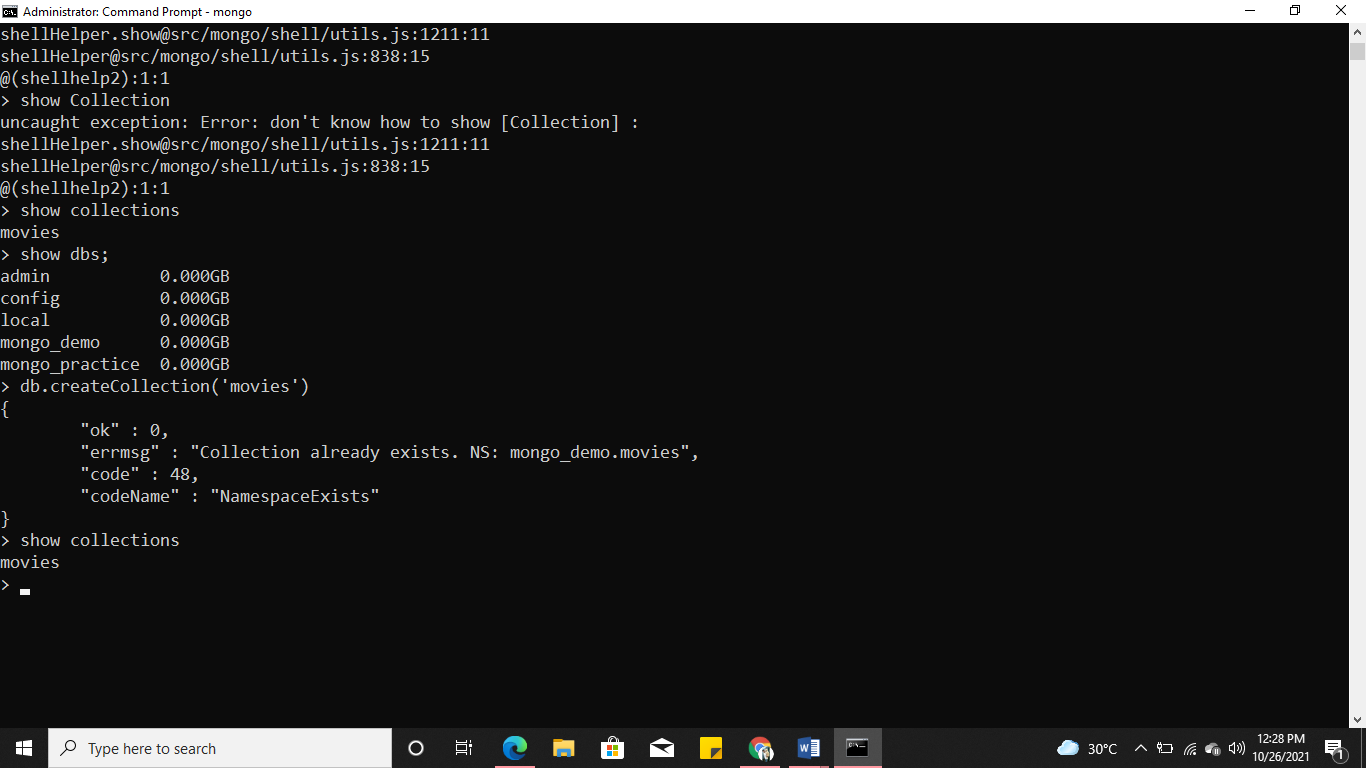 Administrator: Command Prompt - mongo
shellHelper.show@src/mongo/shell/utils.js:1211:11
shellHelper@src/mongo/shell/utils.js:838:15
@(shellhelp2):1:1
> show Collection
uncaught exception: Error: don't know how to show [Collection] :
shellHelper.show@src/mongo/shell/utils.js:1211:11
shellHelper@src/mongo/shell/utils.js:838:15
@(shellhelp2):1:1
> show collections
movies
> show dbs;
admin           0.000GB
config          0.000GB
local           0.000GB
mongo_demo      0.000GB
mongo_practice  0.000GB
> db.createCollection('movies')
{
        "ok" : 0,
        "errmsg" : "Collection already exists. NS: mongo_demo.movies",
        "code" : 48,
        "codeName" : "NamespaceExists"
}
> show collections
movies
>
Type here to search
30°C
12:28 PM
10/26/2021
1